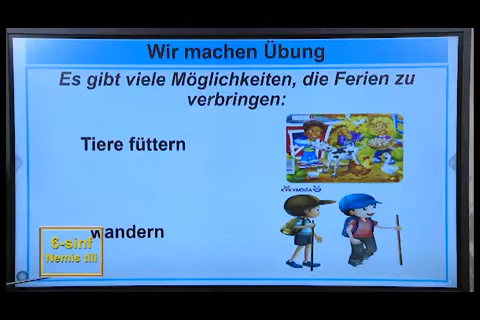 Wir machen Übung
Es gibt viele Möglichkeiten, die Ferien zu
verbringen:
Tiere füttern
wandern
6-sinf
Nemis tili